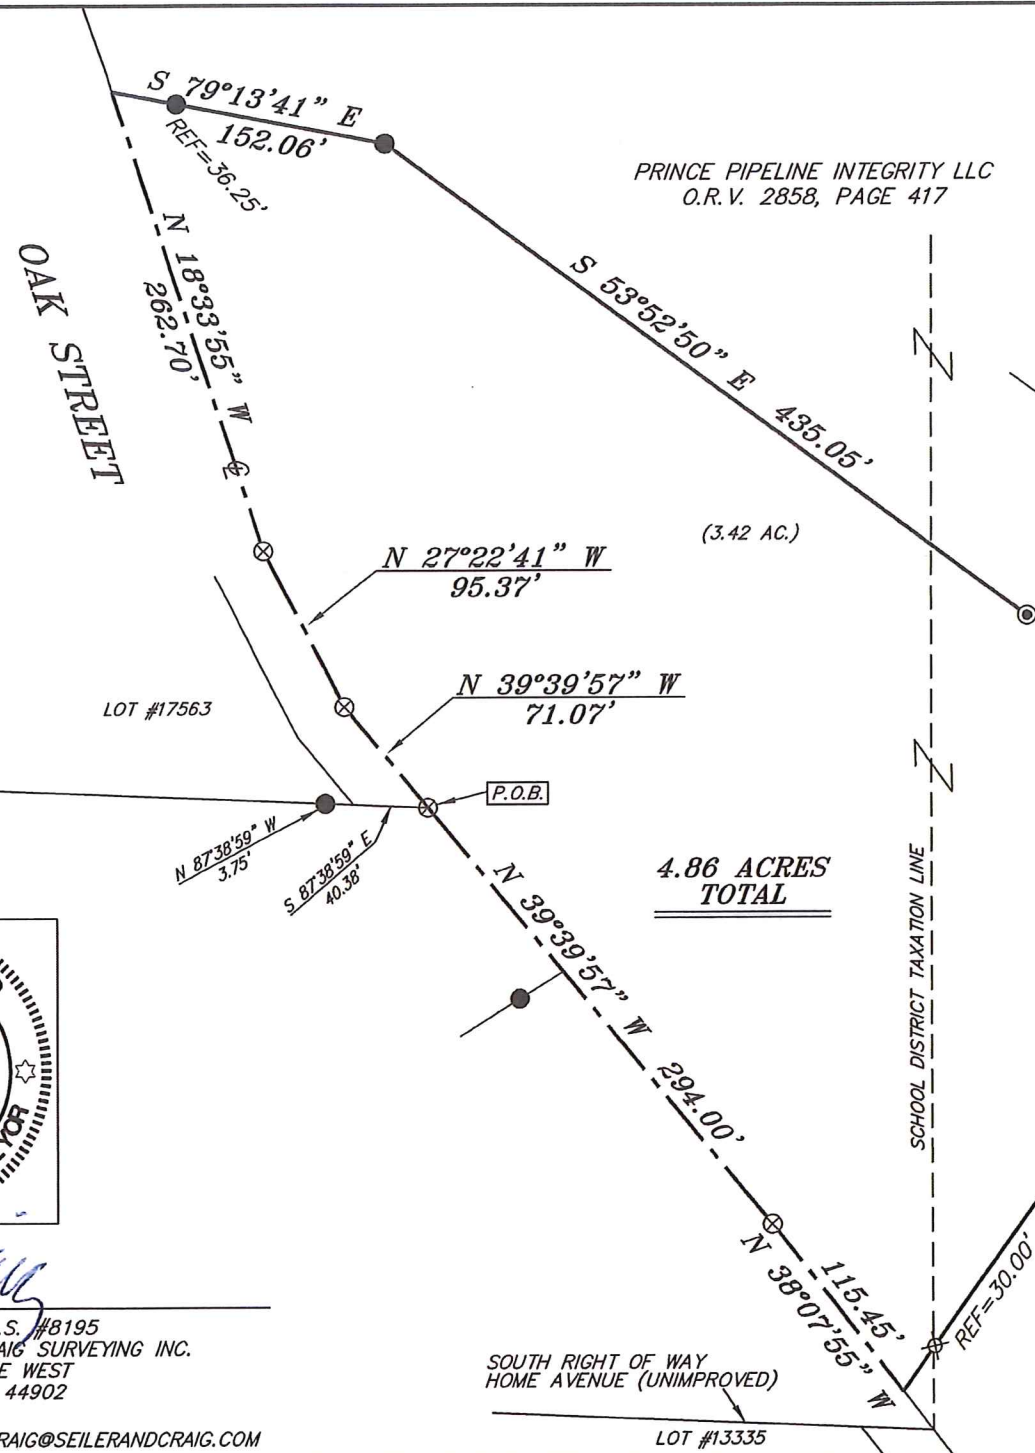 S 79°13'41" E
152.06'
REF=36.25'
PRINCE PIPELINE INTEGRITY LLC
O.R.V. 2858, PAGE 417
OAK STREET
N 18°33'55" W
262.70'
S 53°52'50" E 435.05'
(3.42 AC.)
N 27°22'41" W
95.37'
N 39°39'57" W
71.07'
LOT #17563
P.O.B.
N 87°38'59" W
3.75'
S 87°38'59" E
40.38'
4.86 ACRES
TOTAL
N 39°39'57" W 294.00'
SCHOOL DISTRICT TAXATION LINE
YOR
115.45'
N 38°07'55" W
REF=30.00'
.S. #8195
AIG SURVEYING INC.
E WEST
44902
SOUTH RIGHT OF WAY
HOME AVENUE (UNIMPROVED)
RAIG@SEILERANDCRAIG.COM
LOT #13335